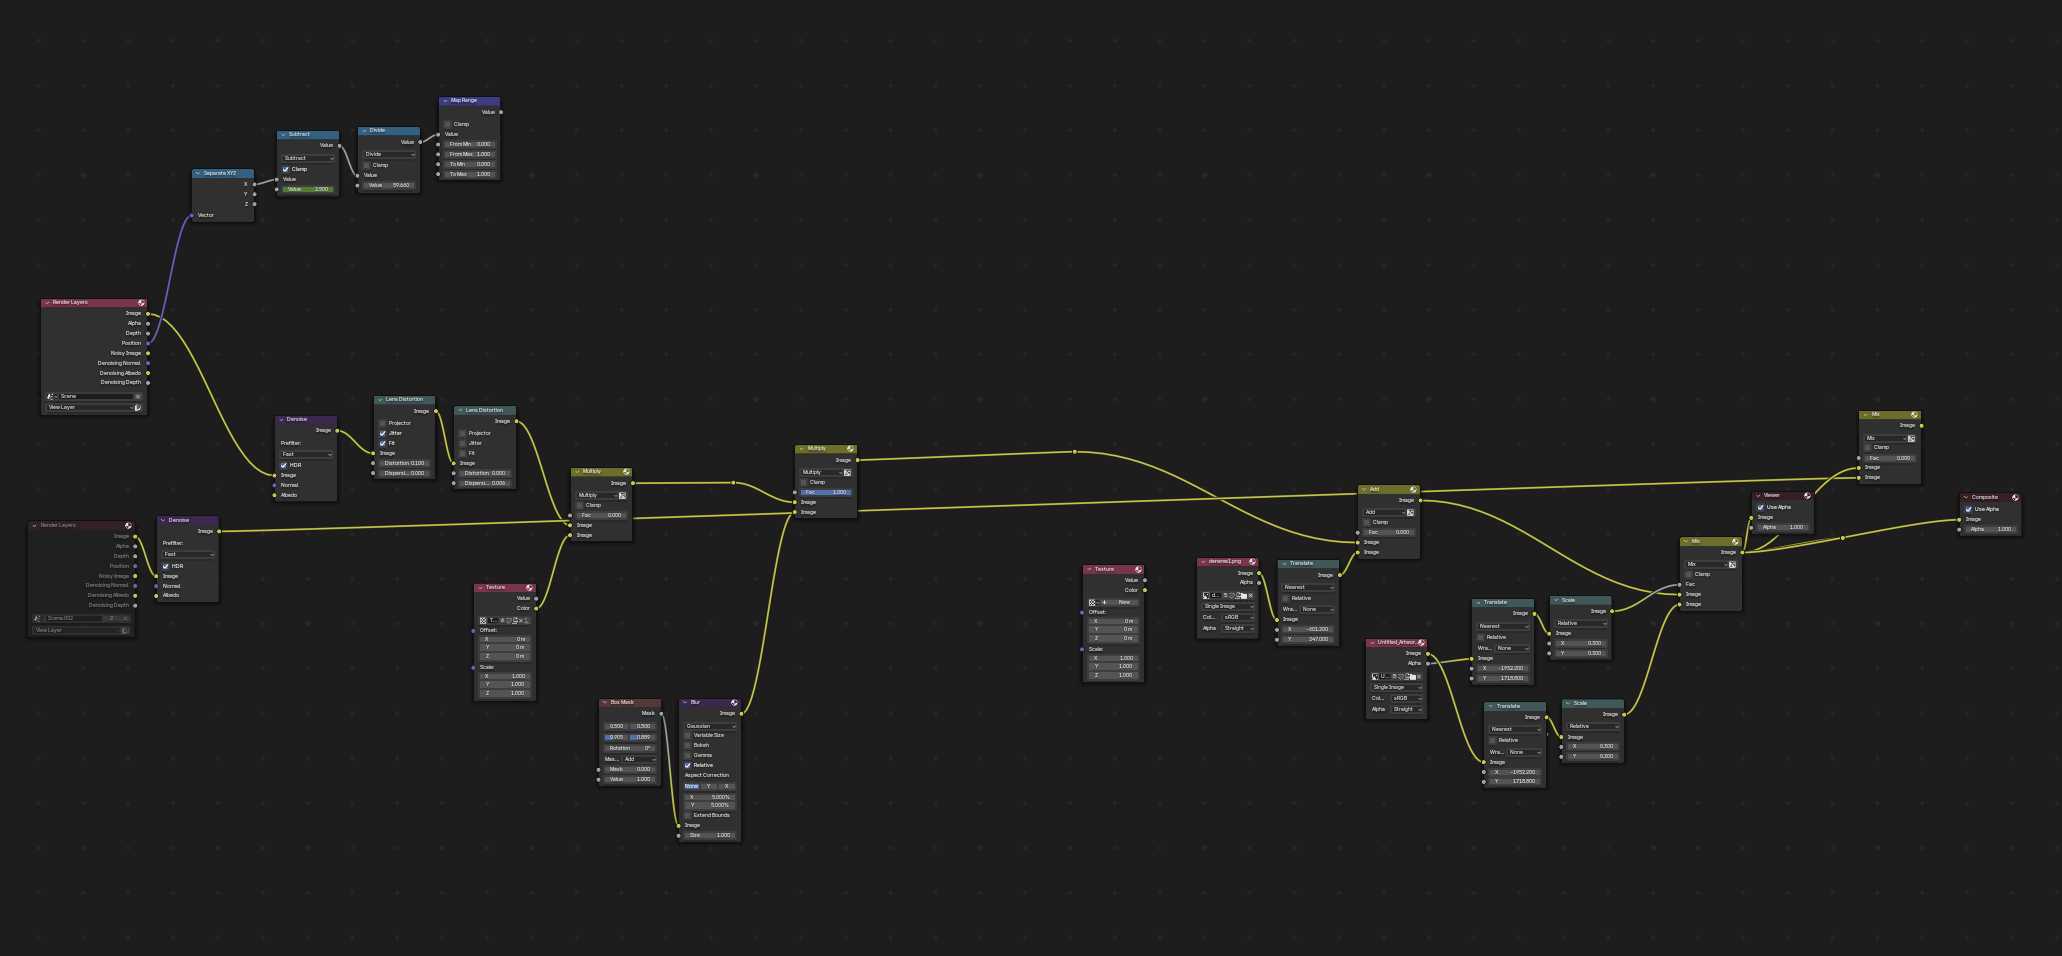 Map Range
Value
Clamp
Value
From Min 0.000
From Max 1.000
To Min 0.000
To Max 1.000
Divide
Value
Divide
Clamp
Value
Value 59.660
Subtract
Value
Subtract
Clamp
Value
Value 2.500
Separate XYZ
X
Y
Z
Vector
Render Layers
Image
Alpha
Depth
Position
Noisy Image
Denoising Normal
Denoising Albedo
Denoising Depth
Scene
View Layer
Denoise
Image
Prefilter:
Fast
HDR
Image
Normal
Albedo
Lens Distortion
Image
Projector
Jitter
Fit
Image
Distortion 0.100
Dispersi... 0.000
Lens Distortion
Image
Projector
Jitter
Fit
Image
Distortion 0.000
Dispersi... 0.006
Multiply
Image
Multiply
Clamp
Fac 0.000
Image
Image
Multiply
Image
Multiply
Clamp
Fac 1.000
Image
Image
Render Layers
Image
Alpha
Depth
Position
Noisy Image
Denoising Normal
Denoising Albedo
Denoising Depth
Scene.002 2
View Layer
Denoise
Image
Prefilter:
Fast
HDR
Image
Normal
Albedo
Texture
Value
Color
T...
Offset:
X 0 m
Y 0 m
Z 0 m
Scale:
X 1.000
Y 1.000
Z 1.000
Box Mask
Mask
0.500 0.500
0.905 0.889
Rotation 0°
Mas... Add
Mask 0.000
Value 1.000
Blur
Image
Gaussian
Variable Size
Bokeh
Gamma
Relative
Aspect Correction
None Y X
X 5.000%
Y 5.000%
Extend Bounds
Image
Size 1.000
Texture
Value
Color
New
Offset:
X 0 m
Y 0 m
Z 0 m
Scale:
X 1.000
Y 1.000
Z 1.000
deneme1.png
Image
Alpha
d...
Single Image
Col... sRGB
Alpha Straight
Translate
Image
Nearest
Relative
Wra... None
Image
X -601.200
Y 247.000
Add
Image
Add
Clamp
Fac 0.000
Image
Image
Untitled_Artwor...
Image
Alpha
U...
Single Image
Col... sRGB
Alpha Straight
Translate
Image
Nearest
Relative
Wra... None
Image
X -1952.200
Y 1718.800
Scale
Image
Relative
Image
X 0.300
Y 0.300
Translate
Image
Nearest
Relative
Wra... None
Image
X -1952.200
Y 1718.800
Scale
Image
Relative
Image
X 0.300
Y 0.300
Mix
Image
Mix
Clamp
Fac
Image
Image
Viewer
Use Alpha
Image
Alpha 1.000
Mix
Image
Mix
Clamp
Fac 0.000
Image
Image
Composite
Use Alpha
Image
Alpha 1.000